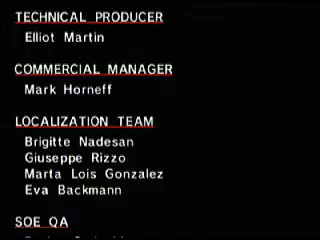 TECHNICAL PRODUCER
Elliot Martin
COMMERCIAL MANAGER
Mark Horneff
LOCALIZATION TEAM
Brigitte Nadesan
Giuseppe Rizzo
Marta Lois Gonzalez
Eva Backmann
SOE QA